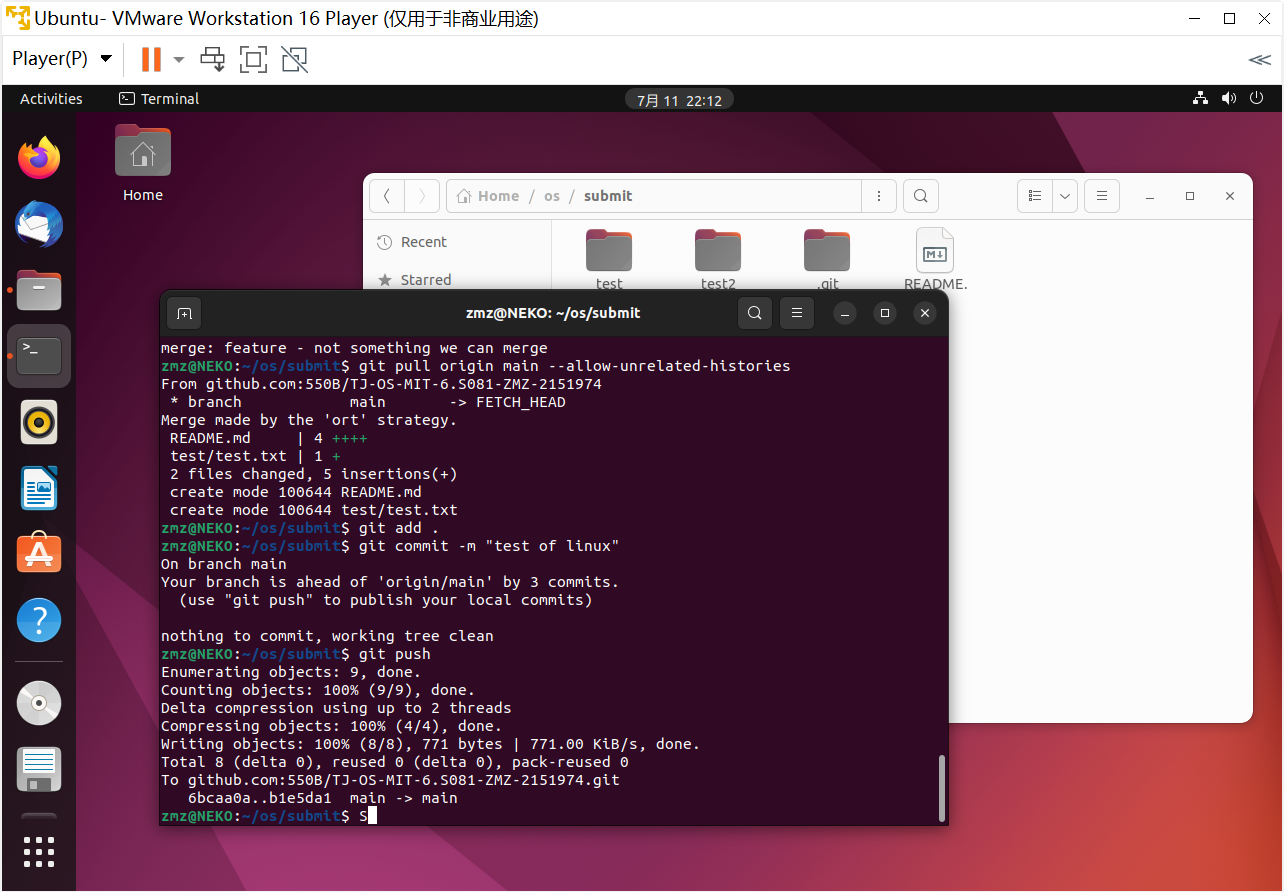 Ubuntu- VMware Workstation 16 Player (仅用于非商业用途)
Player(P)
Activities
Terminal
7月 11 22:12
Home
Home / os / submit
Recent
Starred
test
test2
.git
README.
zmz@NEKO: ~/os/submit
merge: feature - not something we can merge
zmz@NEKO:~/os/submit$ git pull origin main --allow-unrelated-histories
From github.com:550B/TJ-OS-MIT-6.S081-ZMZ-2151974
 * branch            main       -> FETCH_HEAD
Merge made by the 'ort' strategy.
 README.md     | 4 ++++
 test/test.txt | 1 +
 2 files changed, 5 insertions(+)
 create mode 100644 README.md
 create mode 100644 test/test.txt
zmz@NEKO:~/os/submit$ git add .
zmz@NEKO:~/os/submit$ git commit -m "test of linux"
On branch main
Your branch is ahead of 'origin/main' by 3 commits.
  (use "git push" to publish your local commits)
nothing to commit, working tree clean
zmz@NEKO:~/os/submit$ git push
Enumerating objects: 9, done.
Counting objects: 100% (9/9), done.
Delta compression using up to 2 threads
Compressing objects: 100% (4/4), done.
Writing objects: 100% (8/8), 771 bytes | 771.00 KiB/s, done.
Total 8 (delta 0), reused 0 (delta 0), pack-reused 0
To github.com:550B/TJ-OS-MIT-6.S081-ZMZ-2151974.git
   6bcaa0a..b1e5da1  main -> main
zmz@NEKO:~/os/submit$ S